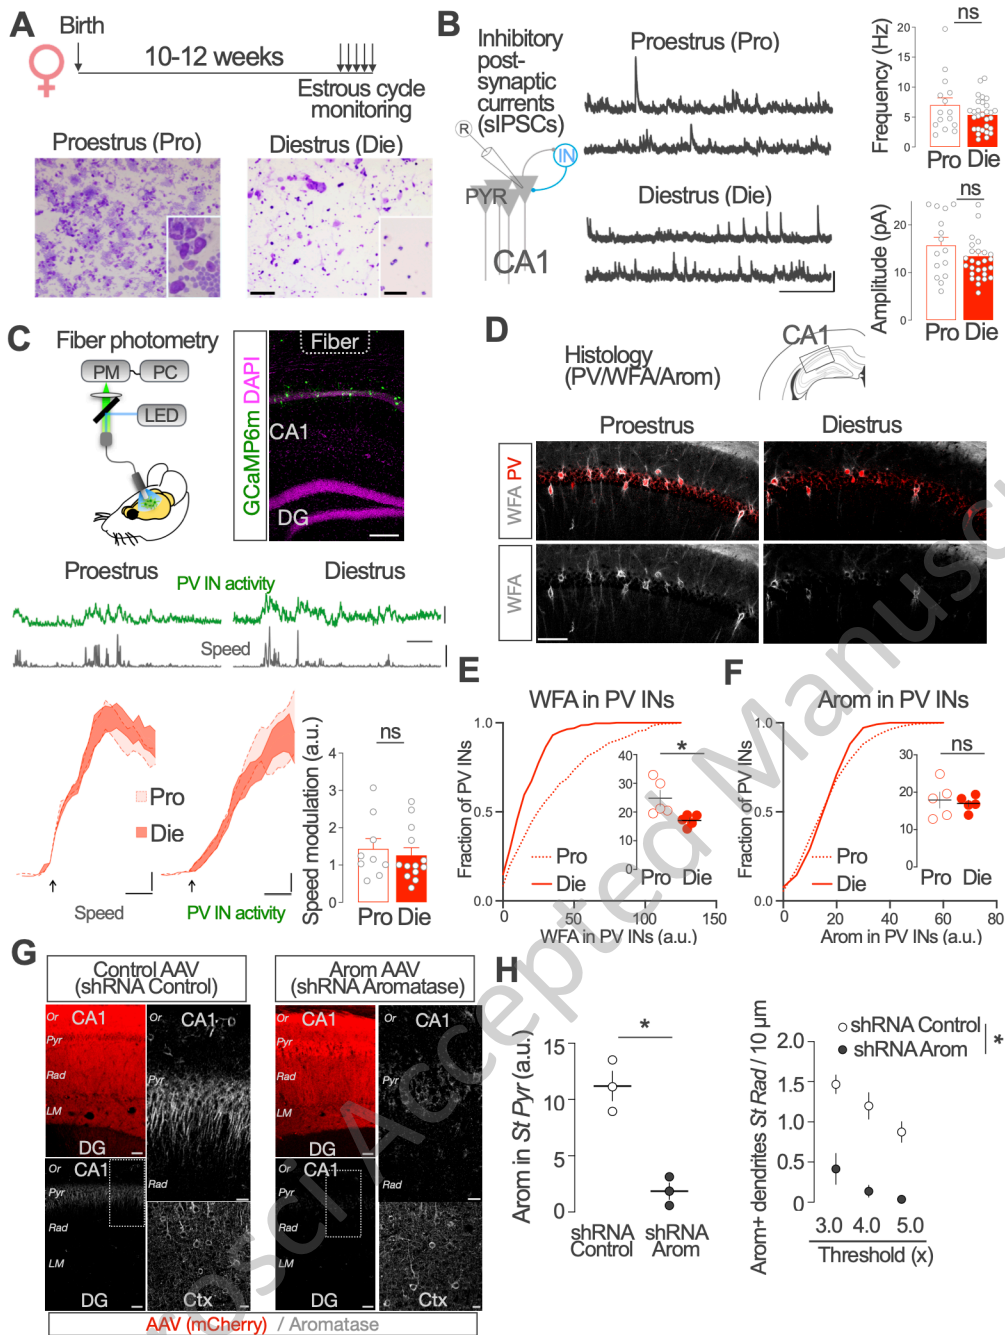 A
Birth
10-12 weeks
Estrous cycle
monitoring
Proestrus (Pro)
Diestrus (Die)
B
Inhibitory
post-
synaptic
currents
(sIPSCs)
R
IN
PYR
CA1
Proestrus (Pro)
Diestrus (Die)
Frequency (Hz)
20
15
10
5
0
ns
Pro Die
Amplitude (pA)
20
10
0
ns
Pro Die
C
Fiber photometry
PM
PC
LED
GCaMP6m DAPI
Fiber
CA1
DG
Proestrus
Diestrus
PV IN activity
Speed
Pro
Die
Speed
PV IN activity
Speed modulation (a.u.)
4
3
2
1
0
ns
Pro Die
D
Histology
(PV/WFA/Arom)
CA1
Proestrus
Diestrus
WFA PV
WFA
E
WFA in PV INs
Fraction of PV INs
1.0
0.5
0.0
0
50
100
150
WFA in PV INs (a.u.)
Pro
Die
40
30
20
10
0
*
Pro Die
F
Arom in PV INs
Fraction of PV INs
1.0
0.5
0.0
0
20
40
60
80
Arom in PV INs (a.u.)
Pro
Die
30
20
10
0
ns
Pro Die
G
Control AAV
(shRNA Control)
Arom AAV
(shRNA Aromatase)
Or CA1
Pyr
Rad
LM
DG
CA1
Pyr
Rad
Or CA1
Pyr
Rad
LM
DG
Ctx
Or CA1
Pyr
Rad
LM
DG
CA1
Pyr
Rad
Or CA1
Pyr
Rad
LM
DG
Ctx
AAV (mCherry) / Aromatase
H
Arom in St Pyr (a.u.)
15
10
5
0
*
shRNA
Control
shRNA
Arom
Arom+ dendrites St Rad / 10 µm
2.0
1.5
1.0
0.5
0.0
shRNA Control
shRNA Arom
*
3.0 4.0 5.0
Threshold (x)
rosci Accepted Manusc